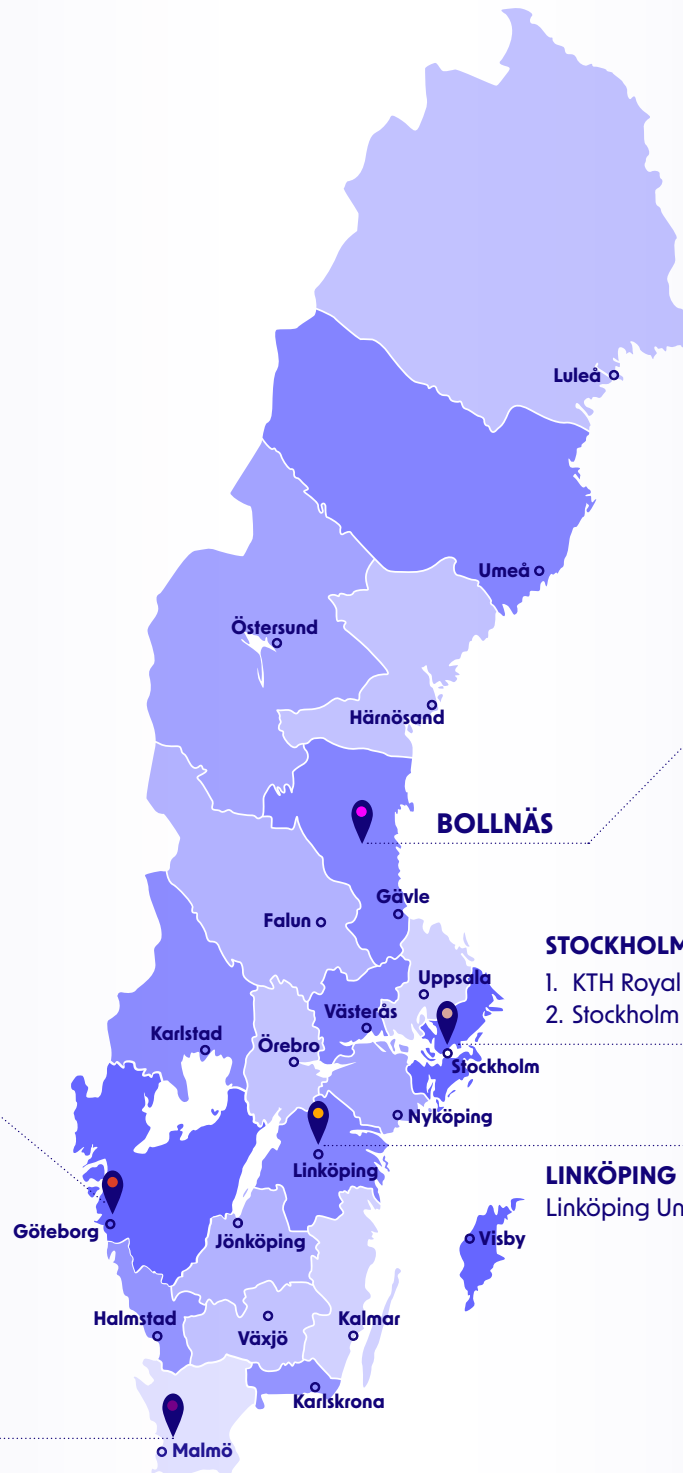 Luleå
Umeå
Östersund
Härnösand
BOLLNÄS
Gävle
Falun
STOCKHOLM
1. KTH Royal
2. Stockholm
Uppsala
Västerås
Karlstad
Örebro
Stockholm
Nyköping
Linköping
LINKÖPING
Linköping Un
Göteborg
Jönköping
Visby
Halmstad
Växjö
Kalmar
Karlskrona
Malmö